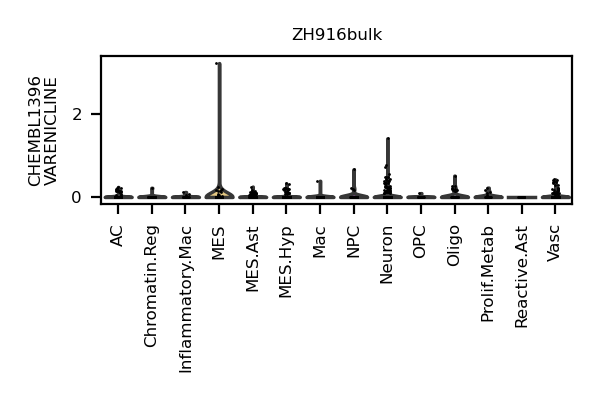 ZH916bulk
CHEMBL1396
VARENICLINE
2
0
AC
Chromatin.Reg
Inflammatory.Mac
MES
MES.Ast
MES.Hyp
Mac
NPC
Neuron
OPC
Oligo
Prolif.Metab
Reactive.Ast
Vasc